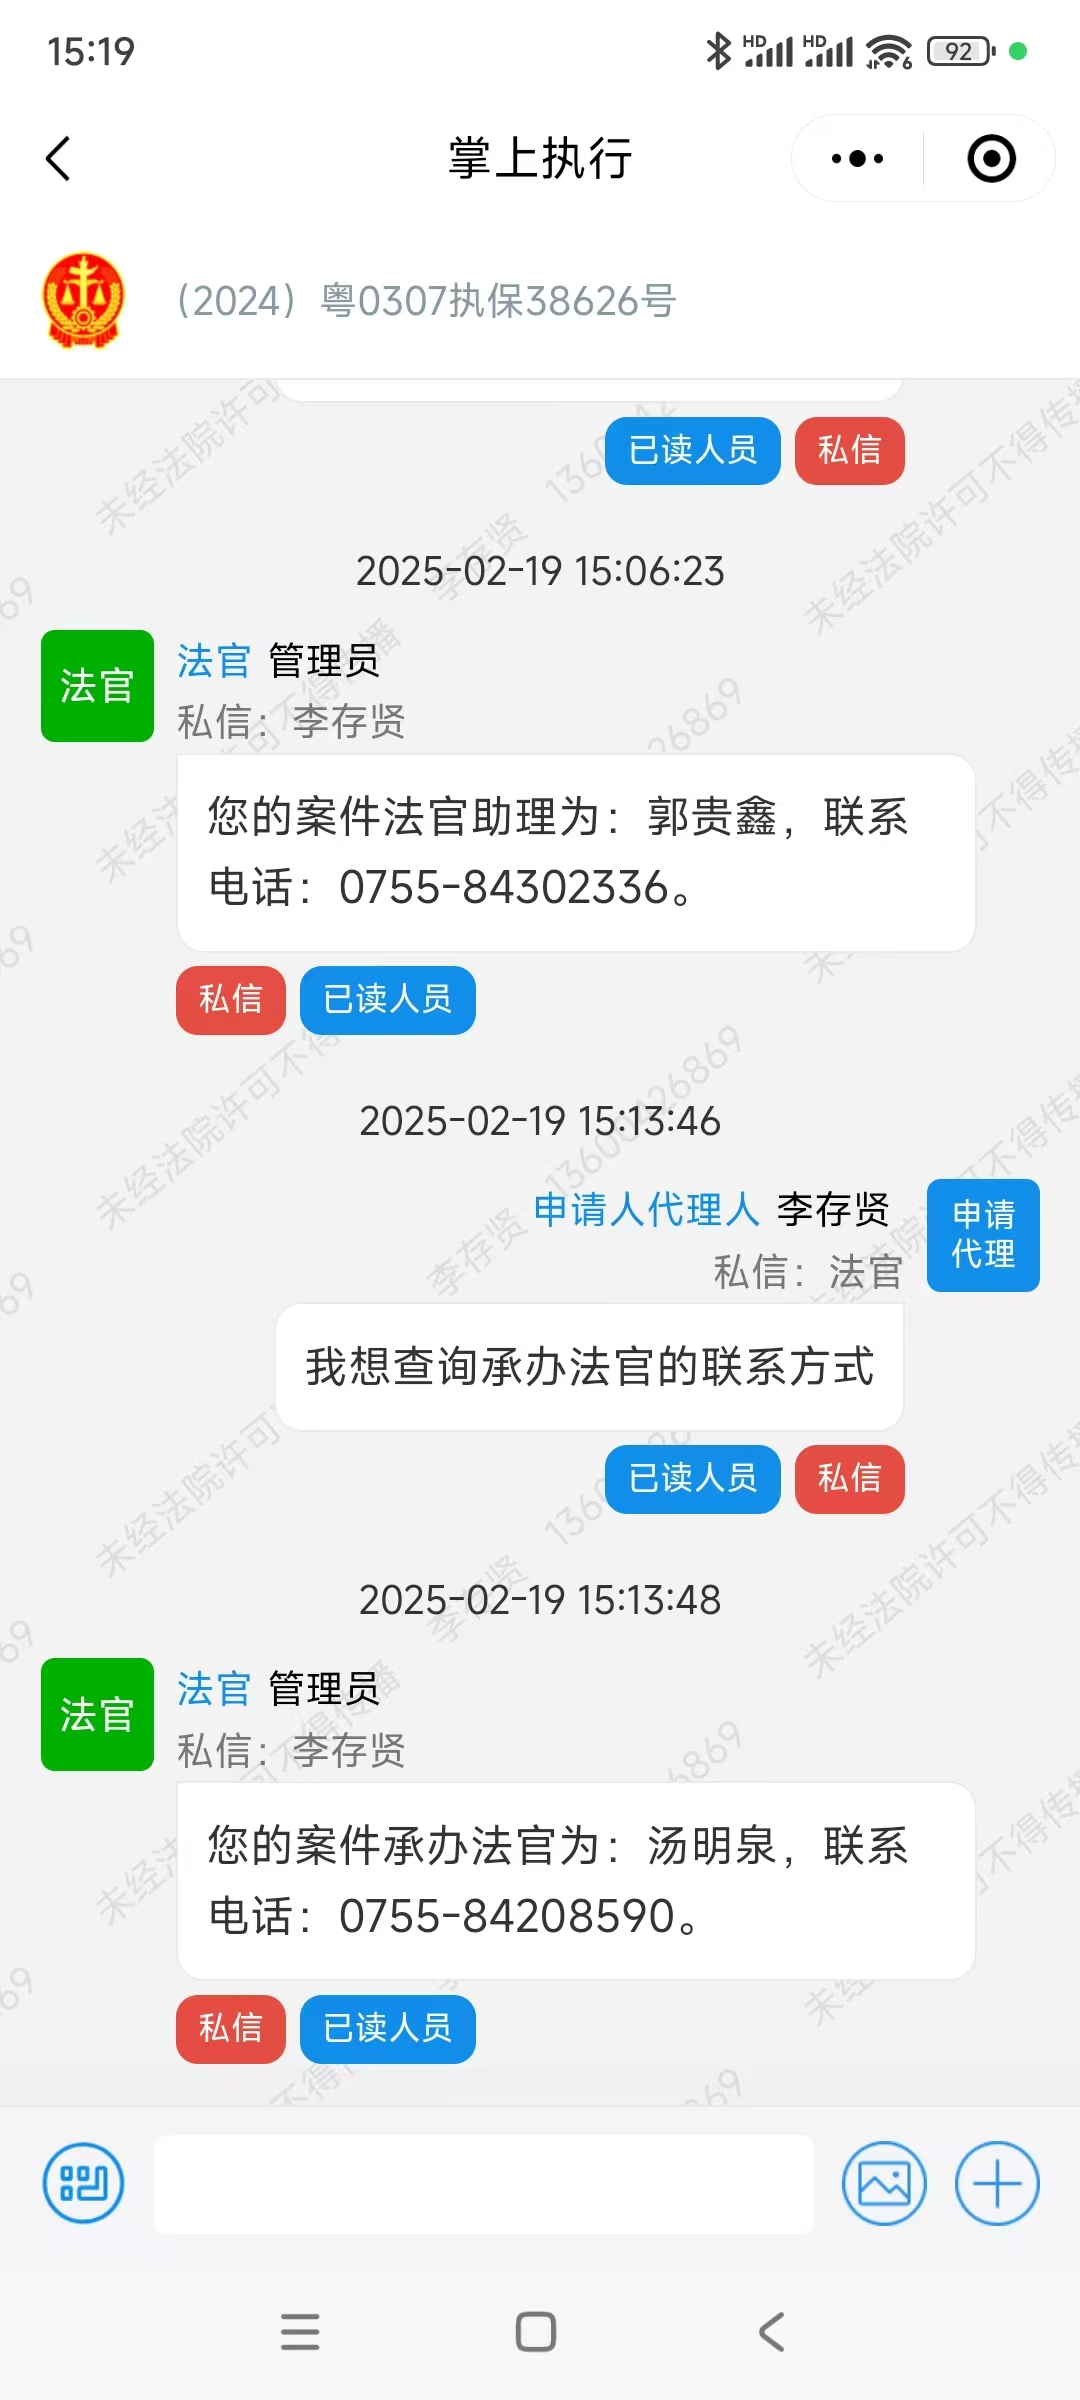 15:19
HD HD 6 92
掌上执行
（2024）粤0307执保38626号
已读人员 私信
2025-02-19 15:06:23
法官
法官 管理员
私信：李存贤
您的案件法官助理为：郭贵鑫，联系
电话：0755-84302336。
私信 已读人员
2025-02-19 15:13:46
申请人代理人 李存贤
申请
代理
私信：法官
我想查询承办法官的联系方式
已读人员 私信
2025-02-19 15:13:48
法官
法官 管理员
私信：李存贤
您的案件承办法官为：汤明泉，联系
电话：0755-84208590。
私信 已读人员
未经法院许可不得传播
李存贤